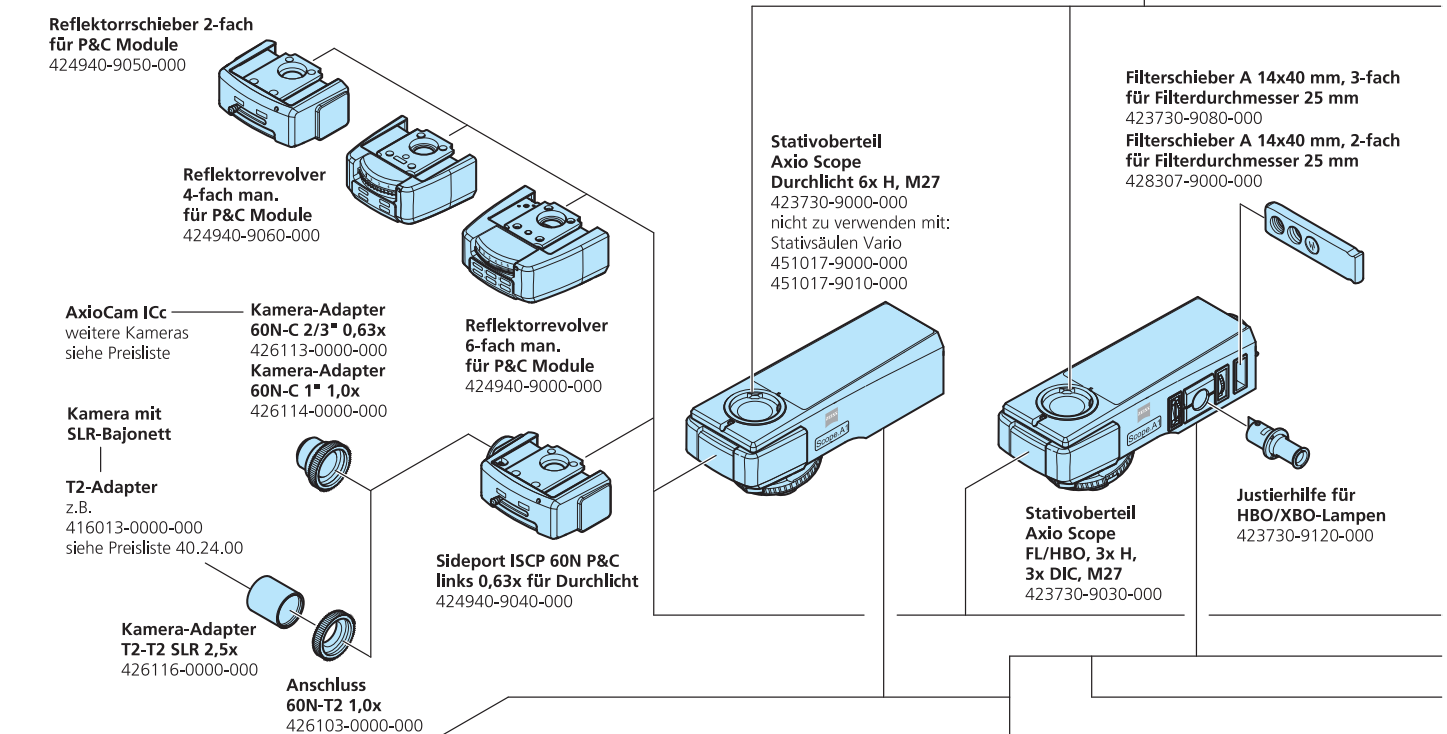 Reflektorrschieber 2-fach
für P&C Module
424940-9050-000
Reflektorrevolver
4-fach man.
für P&C Module
424940-9060-000
Reflektorrevolver
6-fach man.
für P&C Module
424940-9000-000
AxioCam ICc
weitere Kameras
siehe Preisliste
Kamera-Adapter
60N-C 2/3" 0,63x
426113-0000-000
Kamera-Adapter
60N-C 1" 1,0x
426114-0000-000
Kamera mit
SLR-Bajonett
T2-Adapter
z.B.
416013-0000-000
siehe Preisliste 40.24.00
Kamera-Adapter
T2-T2 SLR 2,5x
426116-0000-000
Anschluss
60N-T2 1,0x
426103-0000-000
Sideport ISCP 60N P&C
links 0,63x für Durchlicht
424940-9040-000
Stativoberteil
Axio Scope
Durchlicht 6x H, M27
423730-9000-000
nicht zu verwenden mit:
Stativsäulen Vario
451017-9000-000
451017-9010-000
Scope.A1
Filterschieber A 14x40 mm, 3-fach
für Filterdurchmesser 25 mm
423730-9080-000
Filterschieber A 14x40 mm, 2-fach
für Filterdurchmesser 25 mm
428307-9000-000
Scope.A1
Stativoberteil
Axio Scope
FL/HBO, 3x H,
3x DIC, M27
423730-9030-000
Justierhilfe für
HBO/XBO-Lampen
423730-9120-000